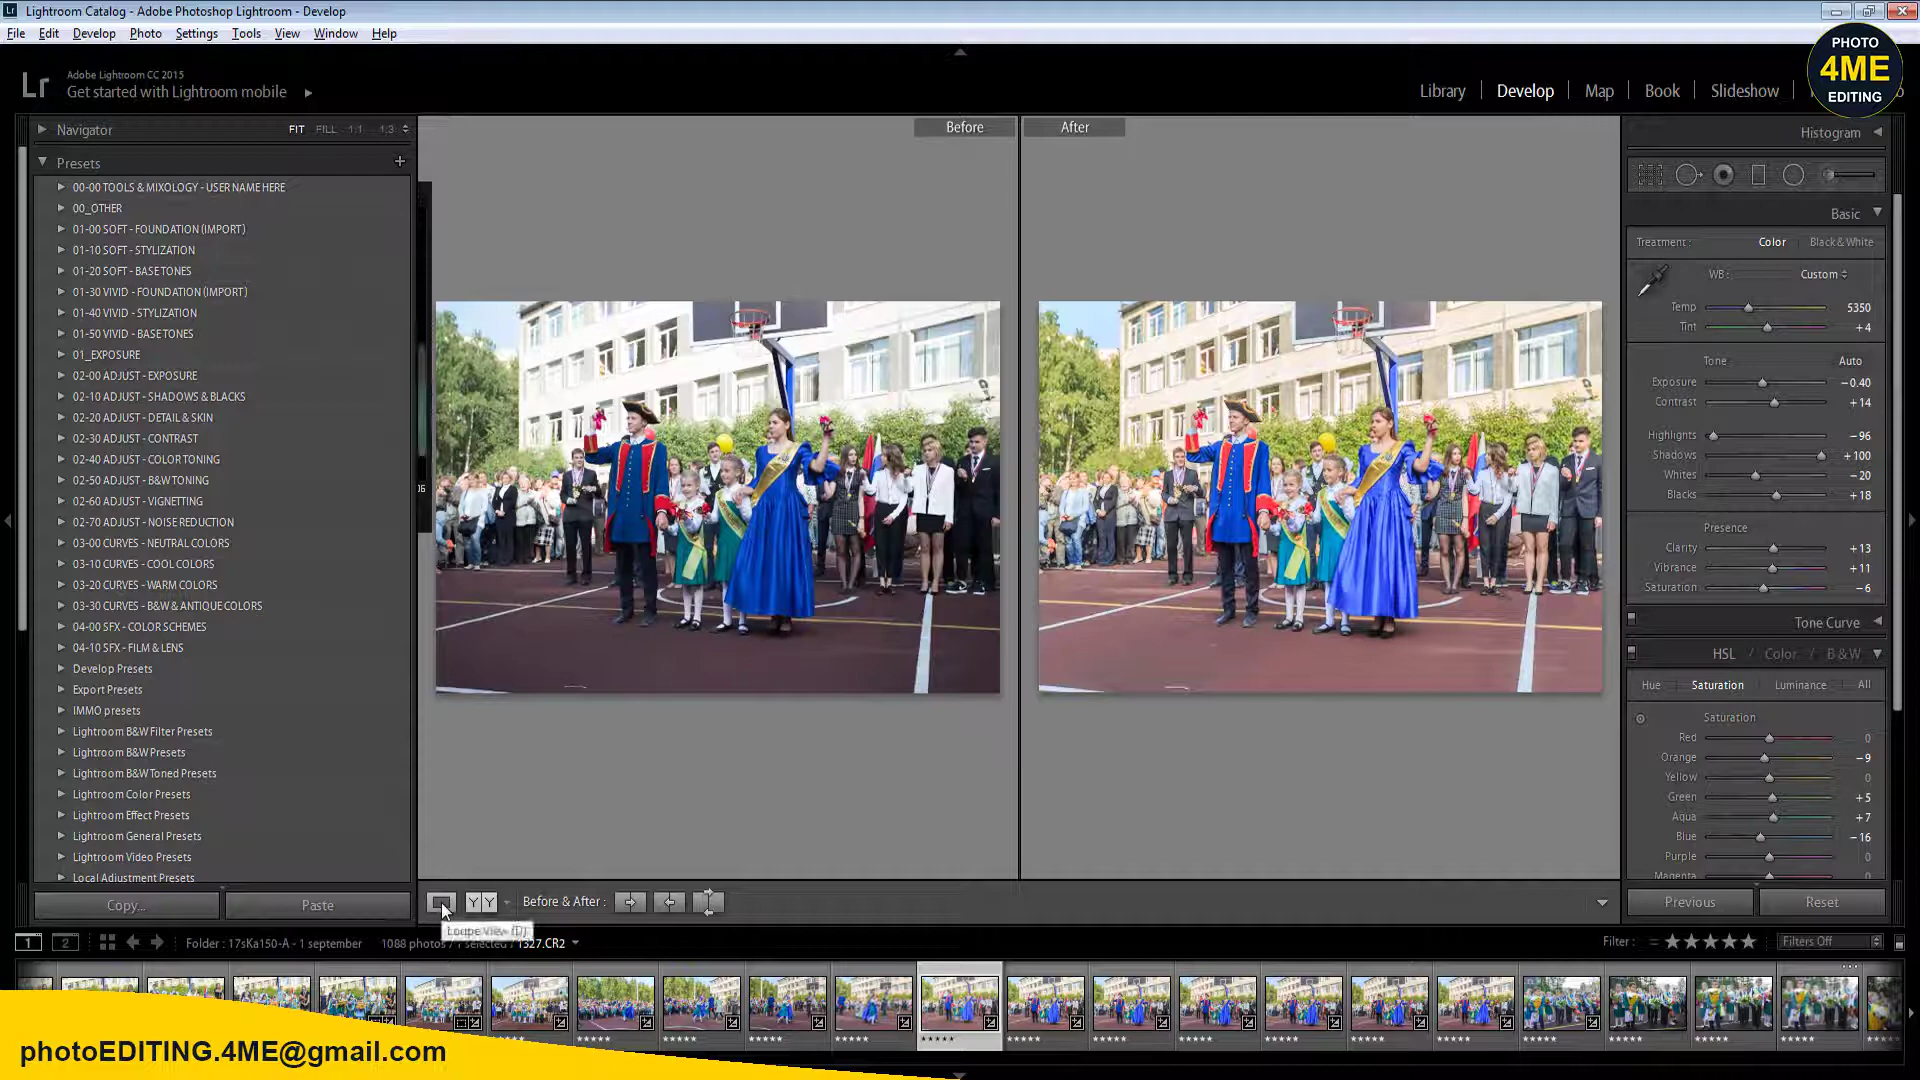 Lightroom Catalog - Adobe Photoshop Lightroom - Develop
File Edit Develop Photo Settings Tools View Window Help
PHOTO
4ME
EDITING
Lr
Adobe Lightroom CC 2015
Get started with Lightroom mobile
Library Develop Map Book Slideshow
Navigator FIT FILL 1:1 1:3
Presets +
00-00 TOOLS & MIXOLOGY - USER NAME HERE
00_OTHER
01-00 SOFT - FOUNDATION (IMPORT)
01-10 SOFT - STYLIZATION
01-20 SOFT - BASE TONES
01-30 VIVID - FOUNDATION (IMPORT)
01-40 VIVID - STYLIZATION
01-50 VIVID - BASE TONES
01_EXPOSURE
02-00 ADJUST - EXPOSURE
02-10 ADJUST - SHADOWS & BLACKS
02-20 ADJUST - DETAIL & SKIN
02-30 ADJUST - CONTRAST
02-40 ADJUST - COLOR TONING
02-50 ADJUST - B&W TONING
02-60 ADJUST - VIGNETTING
02-70 ADJUST - NOISE REDUCTION
03-00 CURVES - NEUTRAL COLORS
03-10 CURVES - COOL COLORS
03-20 CURVES - WARM COLORS
03-30 CURVES - B&W & ANTIQUE COLORS
04-00 SFX - COLOR SCHEMES
04-10 SFX - FILM & LENS
Develop Presets
Export Presets
IMMO presets
Lightroom B&W Filter Presets
Lightroom B&W Presets
Lightroom B&W Toned Presets
Lightroom Color Presets
Lightroom Effect Presets
Lightroom General Presets
Lightroom Video Presets
Local Adjustment Presets
Copy... Paste
Before After
Histogram
Basic
Treatment : Color Black & White
WB : Custom
Temp 5350
Tint +4
Tone Auto
Exposure -0.40
Contrast +14
Highlights -96
Shadows +100
Whites -20
Blacks +18
Presence
Clarity +13
Vibrance +11
Saturation -6
Tone Curve
HSL / Color / B & W
Hue Saturation Luminance All
Saturation
Red 0
Orange -9
Yellow 0
Green +5
Aqua +7
Blue -16
Purple 0
Magenta
Previous Reset
Y Y Before & After :
Loupe View (D)
1 2 Folder : 17sKa150-A - 1 september 1088 photos / 1 selected / 1327.CR2
Filter : Filters Off
photoEDITING.4ME@gmail.com